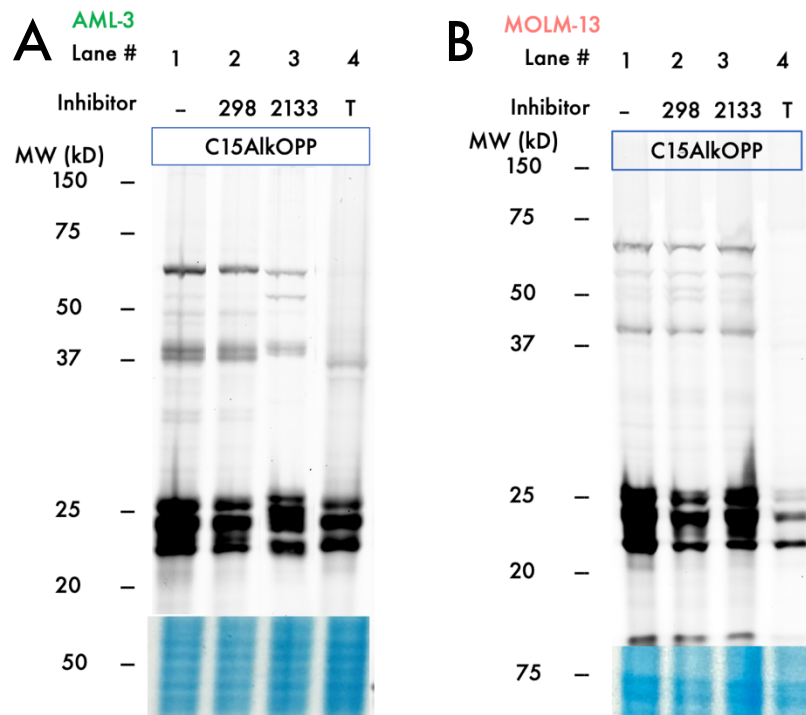 A
AML-3
Lane # 1 2 3 4
Inhibitor – 298 2133 T
MW (kD)
C15AlkOPP
150 –
75 –
50 –
37 –
25 –
20 –
50 –
B
MOLM-13
Lane # 1 2 3 4
Inhibitor – 298 2133 T
MW (kD)
C15AlkOPP
150 –
75 –
50 –
37 –
25 –
20 –
75 –